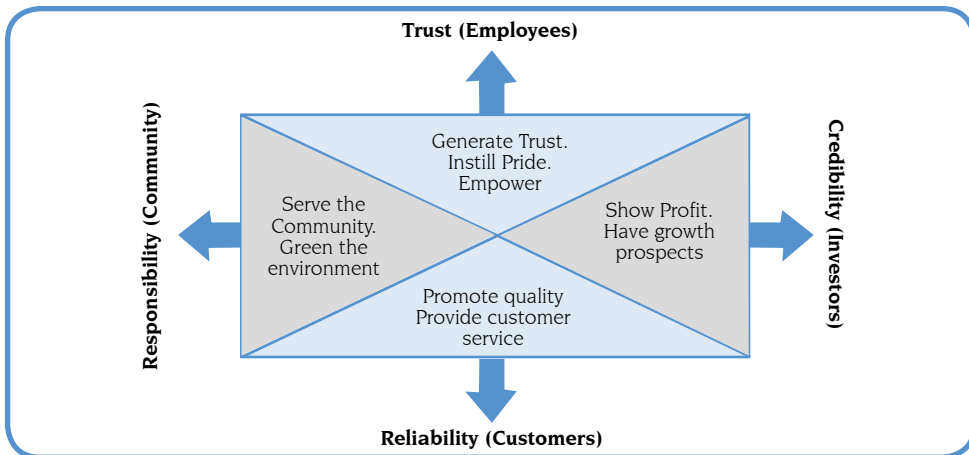 Trust (Employees)
Generate Trust.
Instill Pride.
Empower
Responsibility (Community)
Serve the
Community.
Green the
environment
Show Profit.
Have growth
prospects
Credibility (Investors)
Promote quality
Provide customer
service
Reliability (Customers)